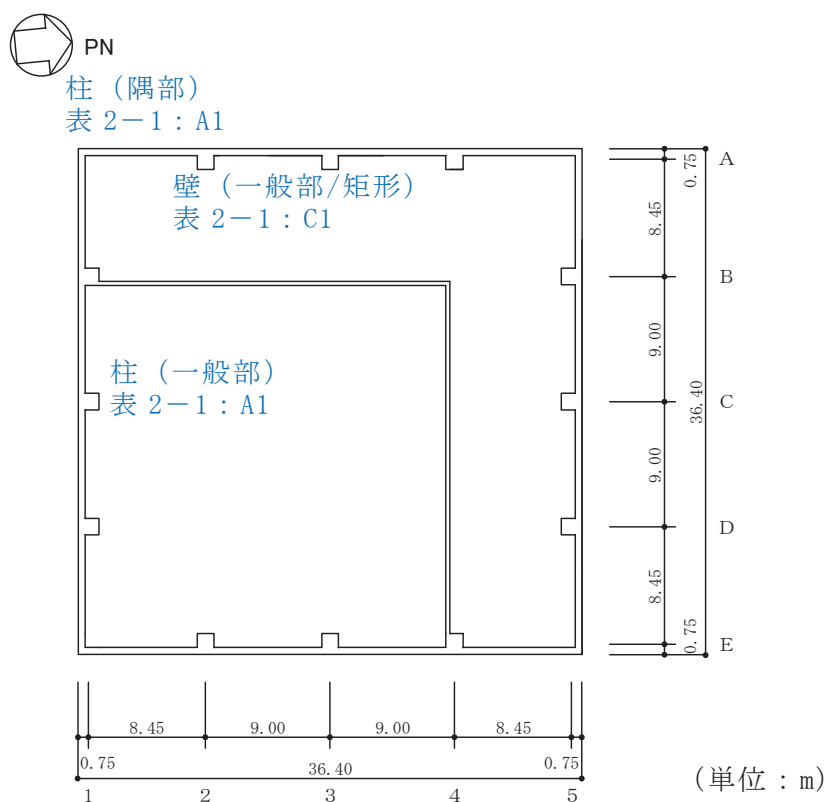 PN
柱 (隅部)
表 2－1：A1
壁 (一般部/矩形)
表 2－1：C1
柱 (一般部)
表 2－1：A1
0.75
A
8.45
B
9.00
36.40
C
9.00
D
8.45
0.75
E
8.45 9.00 9.00 8.45
0.75 36.40 0.75
1 2 3 4 5
(単位：m)